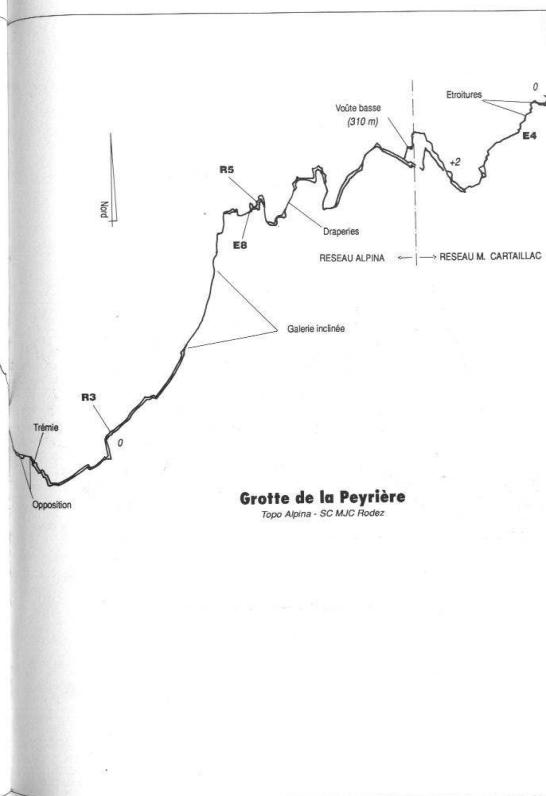 0
Etroitures
Voûte basse
(310 m)
E4
+2
R5
Nord
Draperies
E8
RESEAU ALPINA ← → RESEAU M. CARTAILLAC
Galerie inclinée
R3
0
Trémie
Opposition
Grotte de la Peyrière
Topo Alpina - SC MJC Rodez